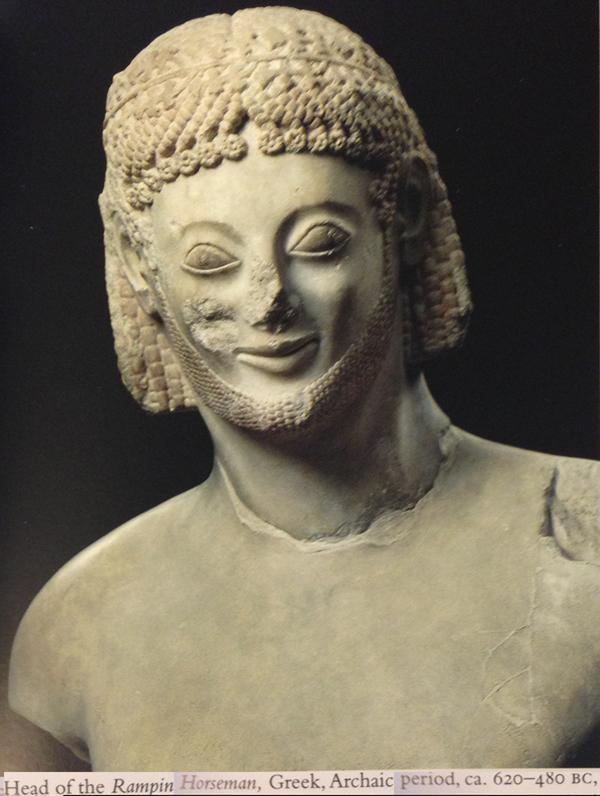 Head of the Rampin Horseman, Greek, Archaic period, ca. 620–480 BC,